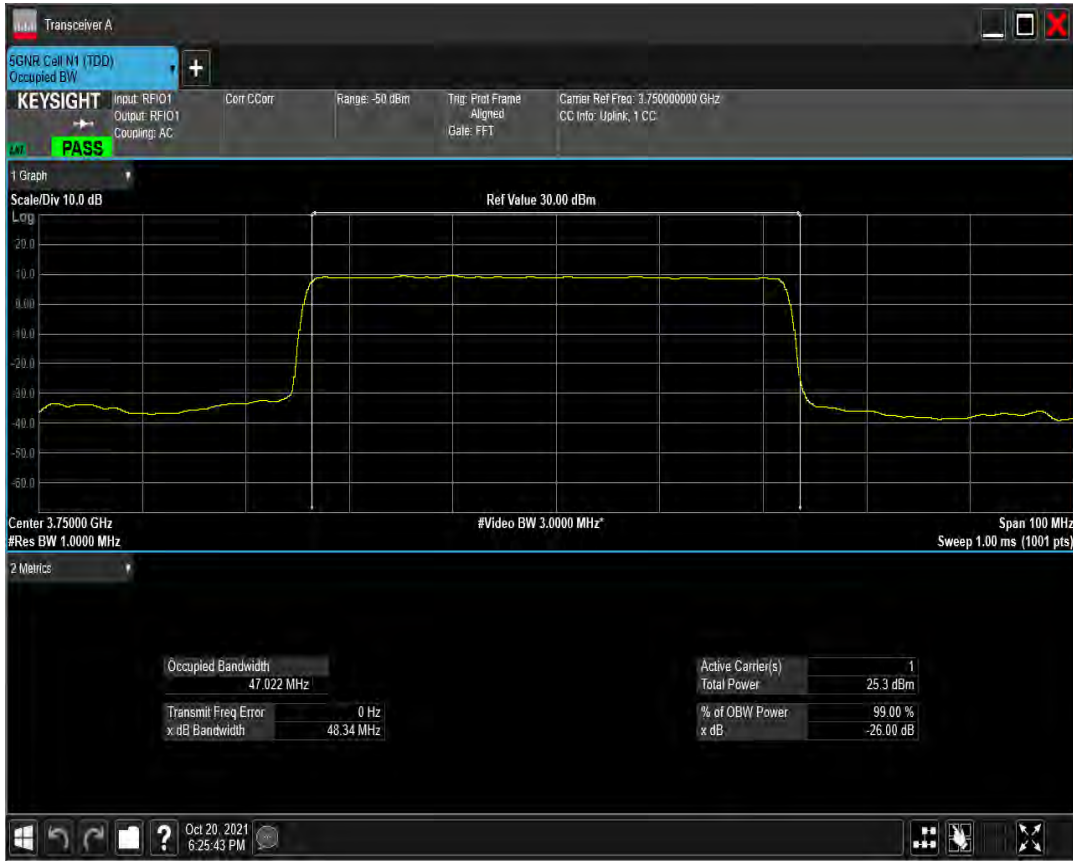 Transceiver A
5GNR Cell N1 (TDD)
Occupied BW
KEYSIGHT
PASS
Input: RFIO1
Output: RFIO1
Coupling: AC
Corr CCorr
Range: -50 dBm
Trig: Prot Frame
Aligned
Gate: FFT
Carrier Ref Freq: 3.750000000 GHz
CC Info: Uplink, 1 CC
1 Graph
Scale/Div 10.0 dB
Ref Value 30.00 dBm
Log
20.0
10.0
0.00
-10.0
-20.0
-30.0
-40.0
-50.0
-60.0
Center 3.75000 GHz
#Video BW 3.0000 MHz*
Span 100 MHz
#Res BW 1.0000 MHz
Sweep 1.00 ms (1001 pts)
2 Metrics
Occupied Bandwidth
47.022 MHz
Transmit Freq Error 0 Hz
x dB Bandwidth 48.34 MHz
Active Carrier(s) 1
Total Power 25.3 dBm
% of OBW Power 99.00 %
x dB -26.00 dB
Oct 20, 2021
6:25:43 PM